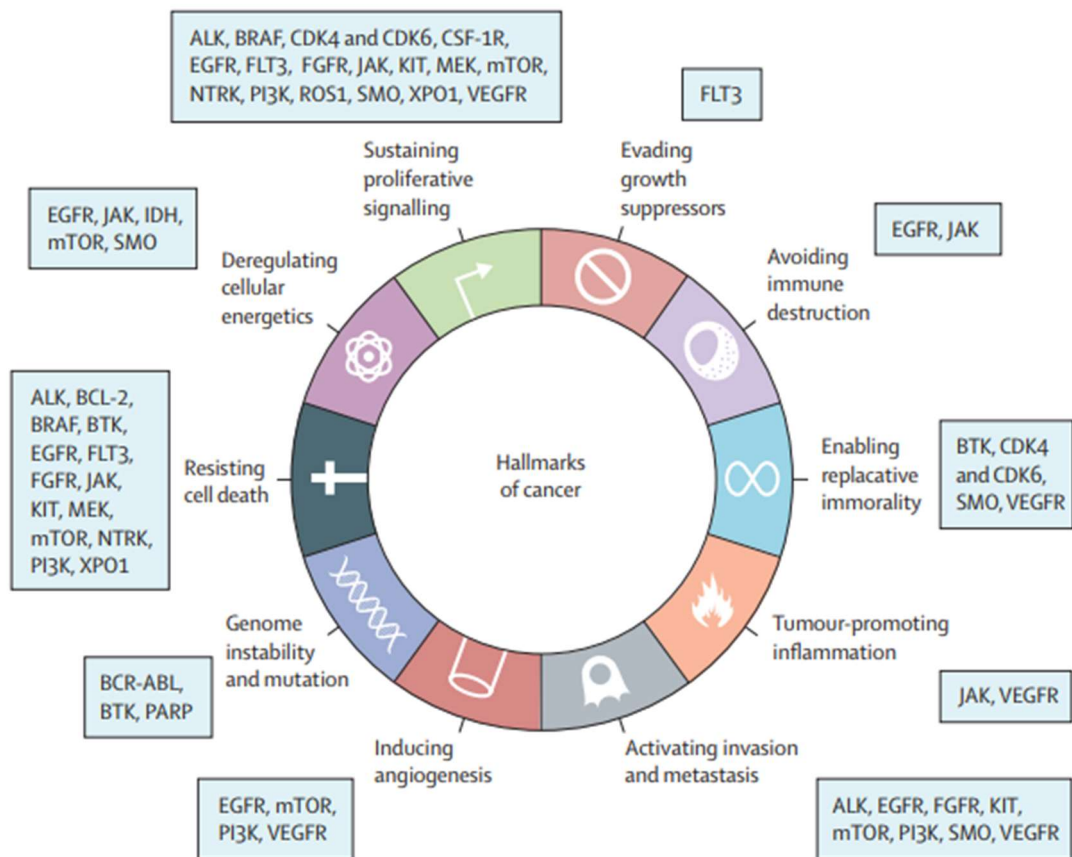 ALK, BRAF, CDK4 and CDK6, CSF-1R,
EGFR, FLT3, FGFR, JAK, KIT, MEK, mTOR,
NTRK, PI3K, ROS1, SMO, XPO1, VEGFR
FLT3
Sustaining
proliferative
signalling
Evading
growth
suppressors
EGFR, JAK, IDH,
mTOR, SMO
EGFR, JAK
Deregulating
cellular
energetics
Avoiding
immune
destruction
ALK, BCL-2,
BRAF, BTK,
EGFR, FLT3,
FGFR, JAK,
KIT, MEK,
mTOR, NTRK,
PI3K, XPO1
Resisting
cell death
Hallmarks
of cancer
Enabling
replacative
immorality
BTK, CDK4
and CDK6,
SMO, VEGFR
Genome
instability
and mutation
Tumour-promoting
inflammation
BCR-ABL,
BTK, PARP
JAK, VEGFR
Inducing
angiogenesis
Activating invasion
and metastasis
EGFR, mTOR,
PI3K, VEGFR
ALK, EGFR, FGFR, KIT,
mTOR, PI3K, SMO, VEGFR